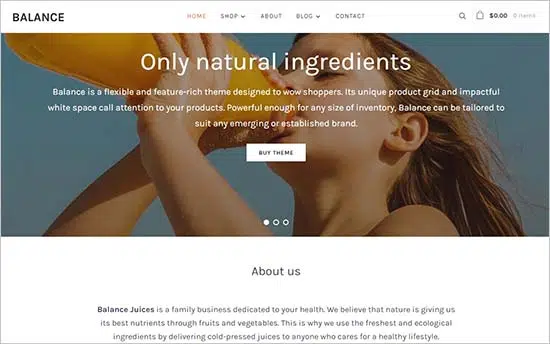 BALANCE
HOME SHOP ABOUT BLOG CONTACT $0.00 0 items
Only natural ingredients
Balance is a flexible and feature-rich theme designed to wow shoppers. Its unique product grid and impactful
white space call attention to your products. Powerful enough for any size of inventory, Balance can be tailored to
suit any emerging or established brand.
BUY THEME
About us
Balance Juices is a family business dedicated to your health. We believe that nature is giving us
its best nutrients through fruits and vegetables. This is why we use the freshest and ecological
ingredients by delivering cold-pressed juices to anyone who cares for a healthy lifestyle.